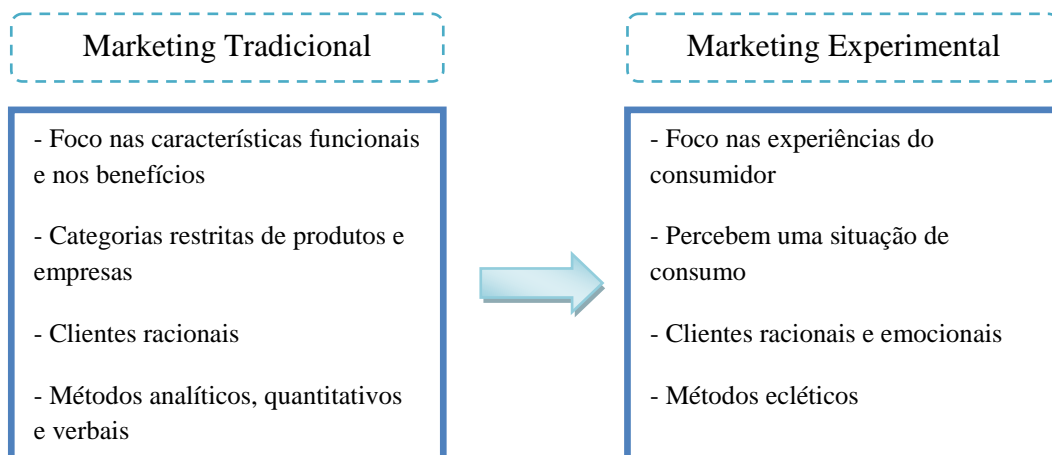 Marketing Tradicional
- Foco nas características funcionais
e nos benefícios
- Categorias restritas de produtos e
empresas
- Clientes racionais
- Métodos analíticos, quantitativos
e verbais
Marketing Experimental
- Foco nas experiências do
consumidor
- Percebem uma situação de
consumo
- Clientes racionais e emocionais
- Métodos ecléticos